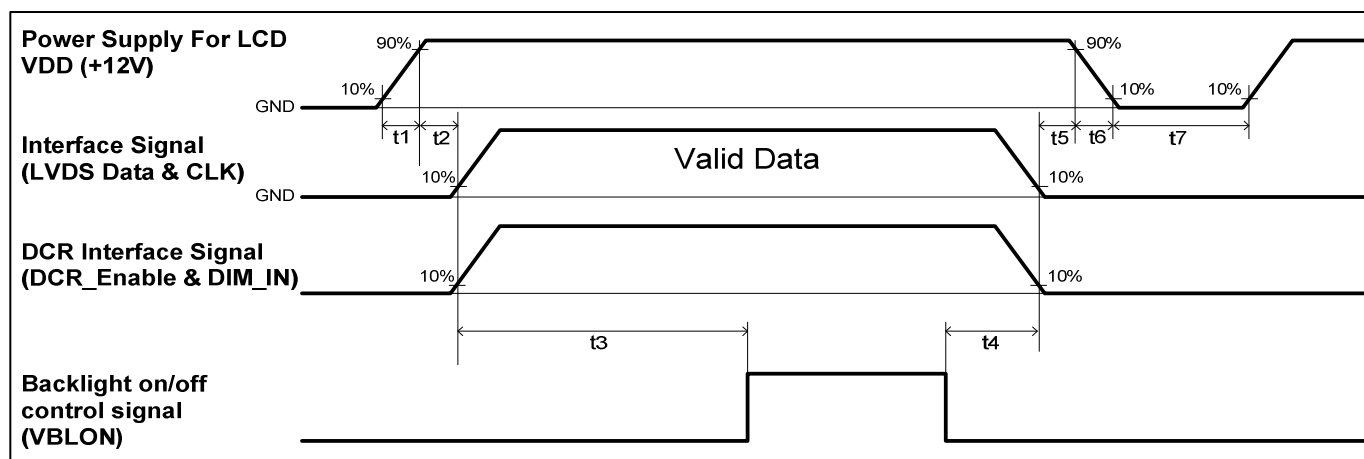 Power Supply For LCD
VDD (+12V)
90%
90%
10%
10%
10%
GND
t1
t2
t5
t6
t7
Interface Signal
(LVDS Data & CLK)
Valid Data
10%
10%
GND
DCR Interface Signal
(DCR_Enable & DIM_IN)
10%
10%
t3
t4
Backlight on/off
control signal
(VBLON)